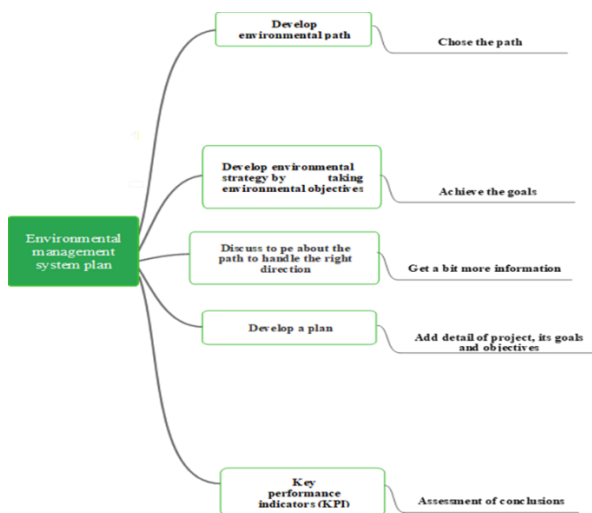 Develop
environmental path
Chose the path
Develop environmental
strategy by taking
environmental objectives
Achieve the goals
Environmental
management
system plan
Discuss to pe about the
path to handle the right
direction
Get a bit more information
Develop a plan
Add detail of project, its goals
and objectives
Key
performance
indicators (KPI)
Assessment of conclusions